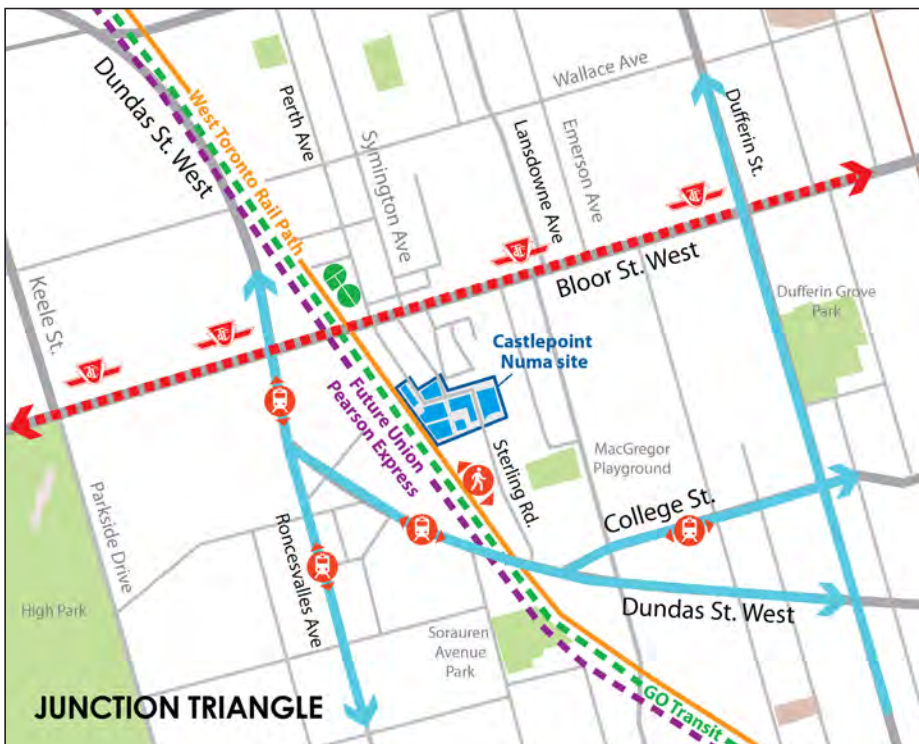 Wallace Ave
Dundas St. West
West Toronto Rail Path
Perth Ave
Symington Ave
Lansdowne Ave
Emerson Ave
Dufferin St.
Keele St.
Bloor St. West
Dufferin Grove
Park
Castlepoint
Numa site
Future Union
Pearson Express
Sterling Rd.
MacGregor
Playground
Parkside Drive
College St.
Roncesvalles Ave
High Park
Dundas St. West
Sorauren
Avenue
Park
GO Transit
JUNCTION TRIANGLE